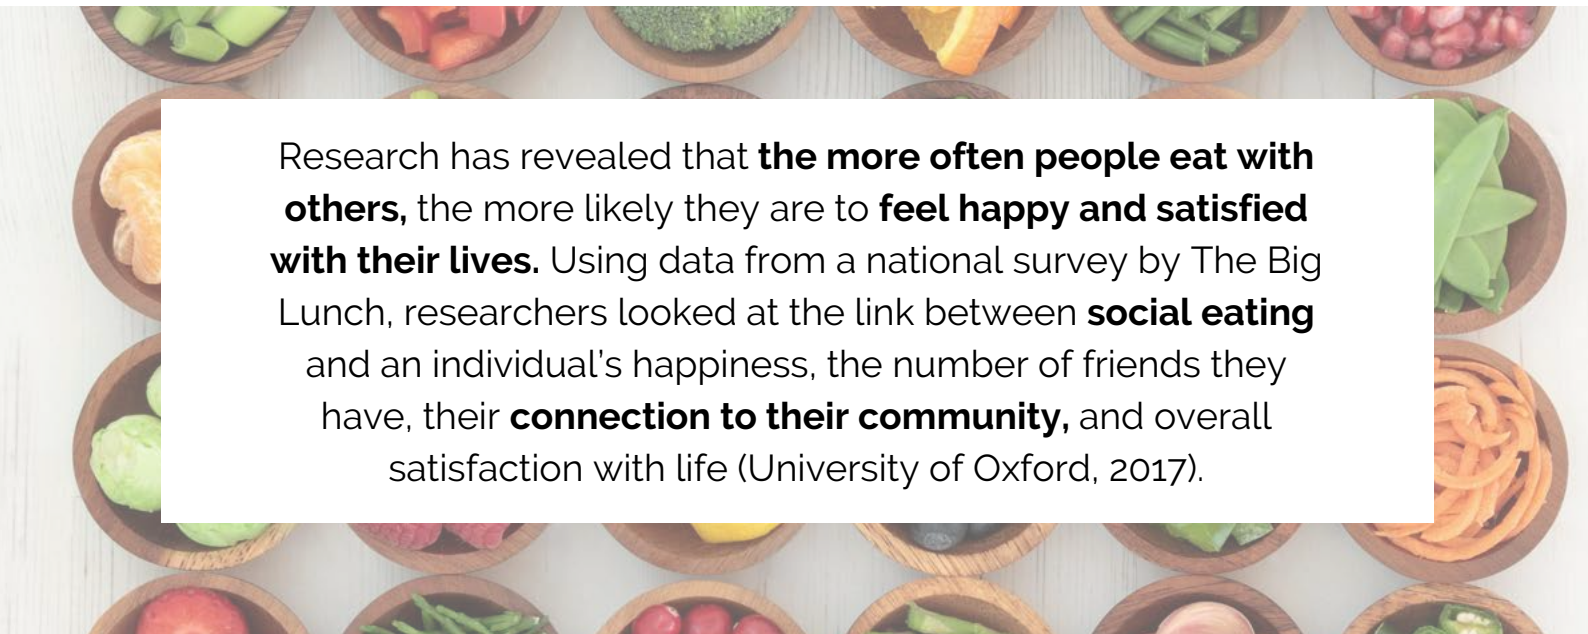 Research has revealed that the more often people eat with
others, the more likely they are to feel happy and satisfied
with their lives. Using data from a national survey by The Big
Lunch, researchers looked at the link between social eating
and an individual’s happiness, the number of friends they
have, their connection to their community, and overall
satisfaction with life (University of Oxford, 2017).